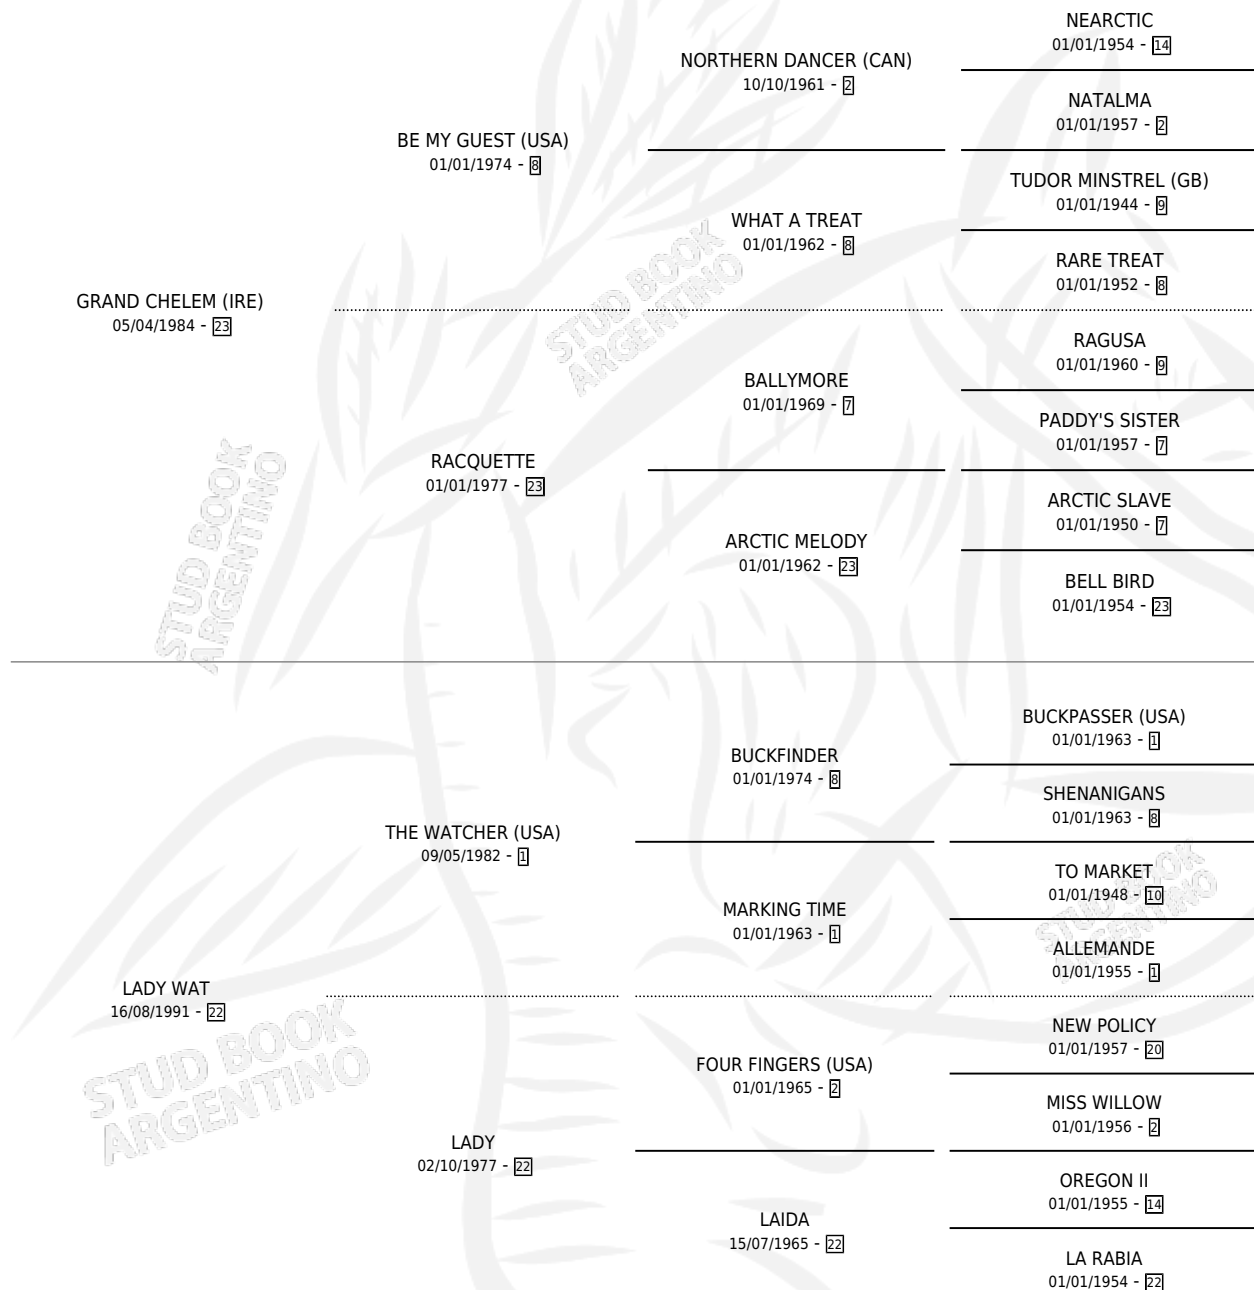 NEARCTIC
01/01/1954 - 14
NORTHERN DANCER (CAN)
10/10/1961 - 2
NATALMA
01/01/1957 - 2
BE MY GUEST (USA)
01/01/1974 - 8
TUDOR MINSTREL (GB)
01/01/1944 - 9
WHAT A TREAT
01/01/1962 - 8
RARE TREAT
01/01/1952 - 8
GRAND CHELEM (IRE)
05/04/1984 - 23
STUD BOOK
ARGENTINO
RAGUSA
01/01/1960 - 9
BALLYMORE
01/01/1969 - 7
PADDY'S SISTER
01/01/1957 - 7
RACQUETTE
01/01/1977 - 23
ARCTIC SLAVE
01/01/1950 - 7
ARCTIC MELODY
01/01/1962 - 23
BELL BIRD
01/01/1954 - 23
STUD BOOK
ARGENTINO
BUCKPASSER (USA)
01/01/1963 - 1
BUCKFINDER
01/01/1974 - 8
SHENANIGANS
01/01/1963 - 8
THE WATCHER (USA)
09/05/1982 - 1
TO MARKET
01/01/1948 - 10
MARKING TIME
01/01/1963 - 1
STUD BOOK
ARGENTINO
ALLEMANDE
01/01/1955 - 1
LADY WAT
16/08/1991 - 22
NEW POLICY
01/01/1957 - 20
FOUR FINGERS (USA)
01/01/1965 - 2
MISS WILLOW
01/01/1956 - 2
STUD BOOK
ARGENTINO
LADY
02/10/1977 - 22
OREGON II
01/01/1955 - 14
LAIDA
15/07/1965 - 22
LA RABIA
01/01/1954 - 22